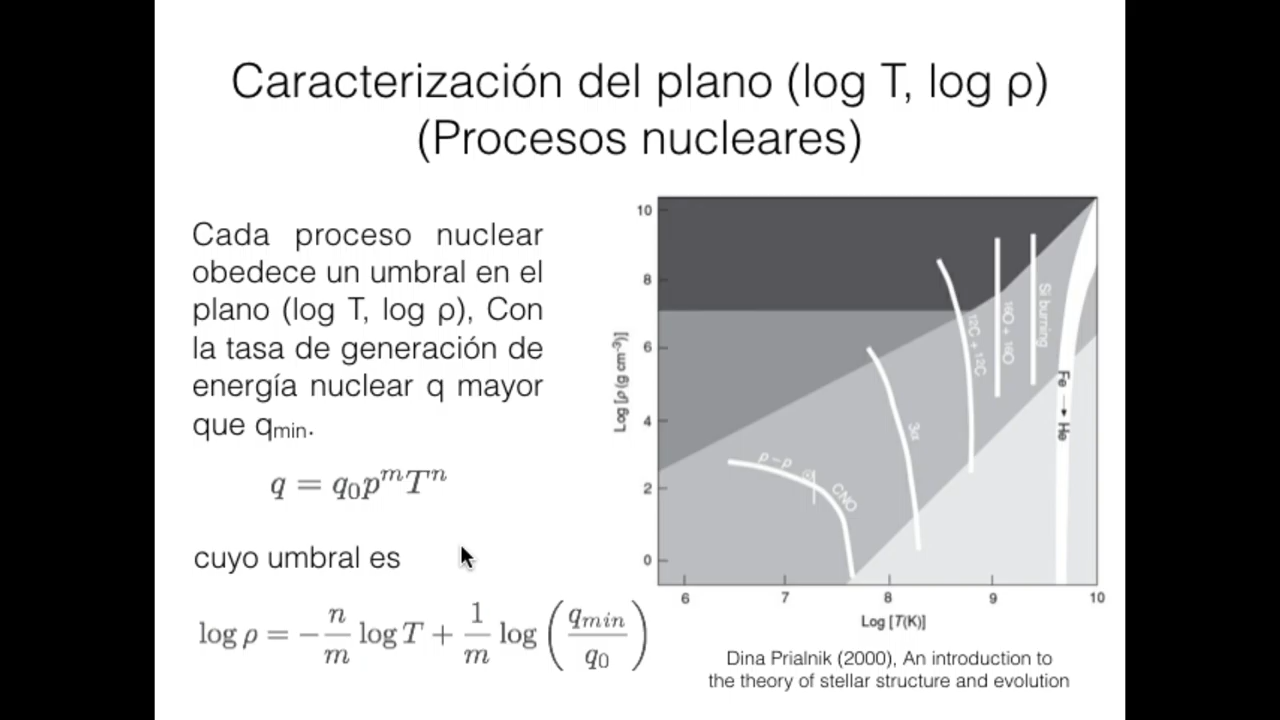 Caracterización del plano (log T, log ρ)
(Procesos nucleares)
Cada proceso nuclear
obedece un umbral en el
plano (log T, log ρ), Con
la tasa de generación de
energía nuclear q mayor
que qmin.
q = q₀pᵐTⁿ
cuyo umbral es
log ρ = − n/m log T + 1/m log (qmin/q₀)
10
8
6
4
2
0
Log [ρ(g cm⁻³)]
p – p
⊙
CNO
3α
12C + 12C
16O + 16O
Si burning
Fe → He
6 7 8 9 10
Log [T(K)]
Dina Prialnik (2000), An introduction to
the theory of stellar structure and evolution